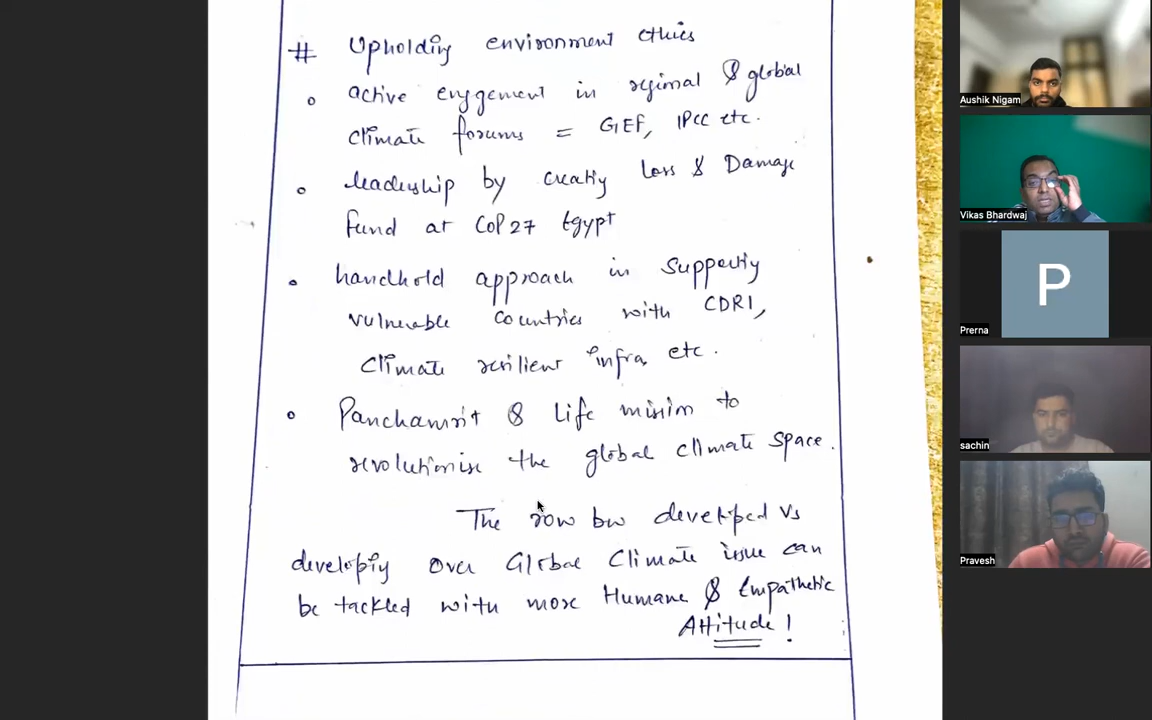 # Upholding environment ethics
○ active engagement in regional & global
climate forums = GEF, IPCC etc.
○ leadership by creating Loss & Damage
fund at CoP27 Egypt
○ handhold approach in supporting
vulnerable countries with CDRI,
climate resilient infra etc.
○ Panchamrit & Life mission to
revolutionise the global climate space.
The row bw developed vs
developing over Global Climate issue can
be tackled with more Humane & Empathetic
Attitude!
Aushik Nigam
Vikas Bhardwaj
P
Prerna
sachin
Pravesh